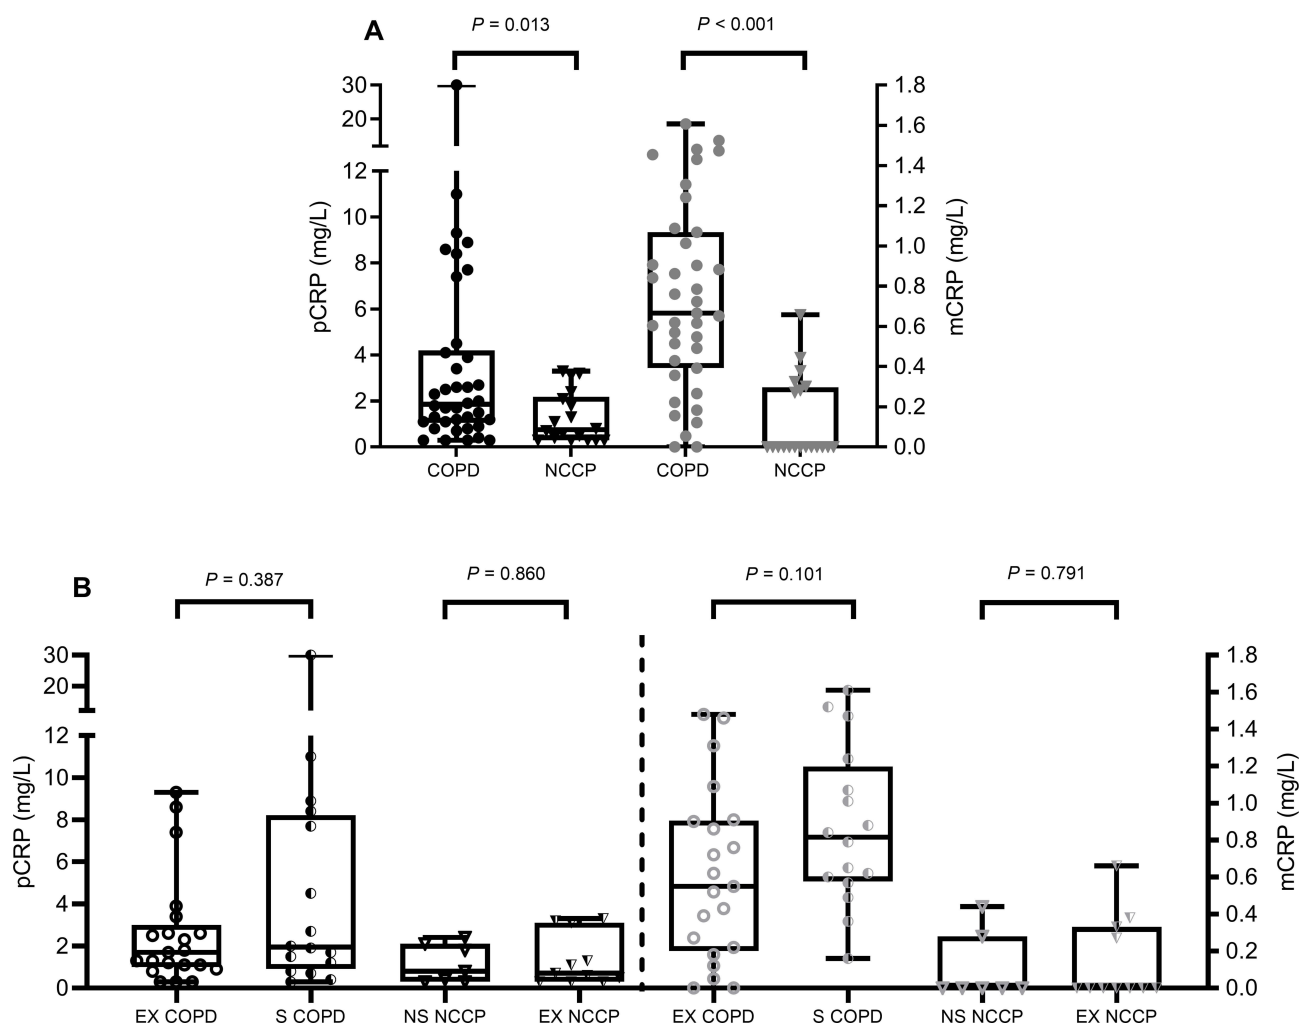 A
P = 0.013
P < 0.001
30
20
12
10
8
6
4
2
0
pCRP (mg/L)
1.8
1.6
1.4
1.2
1.0
0.8
0.6
0.4
0.2
0.0
mCRP (mg/L)
COPD
NCCP
COPD
NCCP
B
P = 0.387
P = 0.860
P = 0.101
P = 0.791
30
20
12
10
8
6
4
2
0
pCRP (mg/L)
1.8
1.6
1.4
1.2
1.0
0.8
0.6
0.4
0.2
0.0
mCRP (mg/L)
EX COPD
S COPD
NS NCCP
EX NCCP
EX COPD
S COPD
NS NCCP
EX NCCP